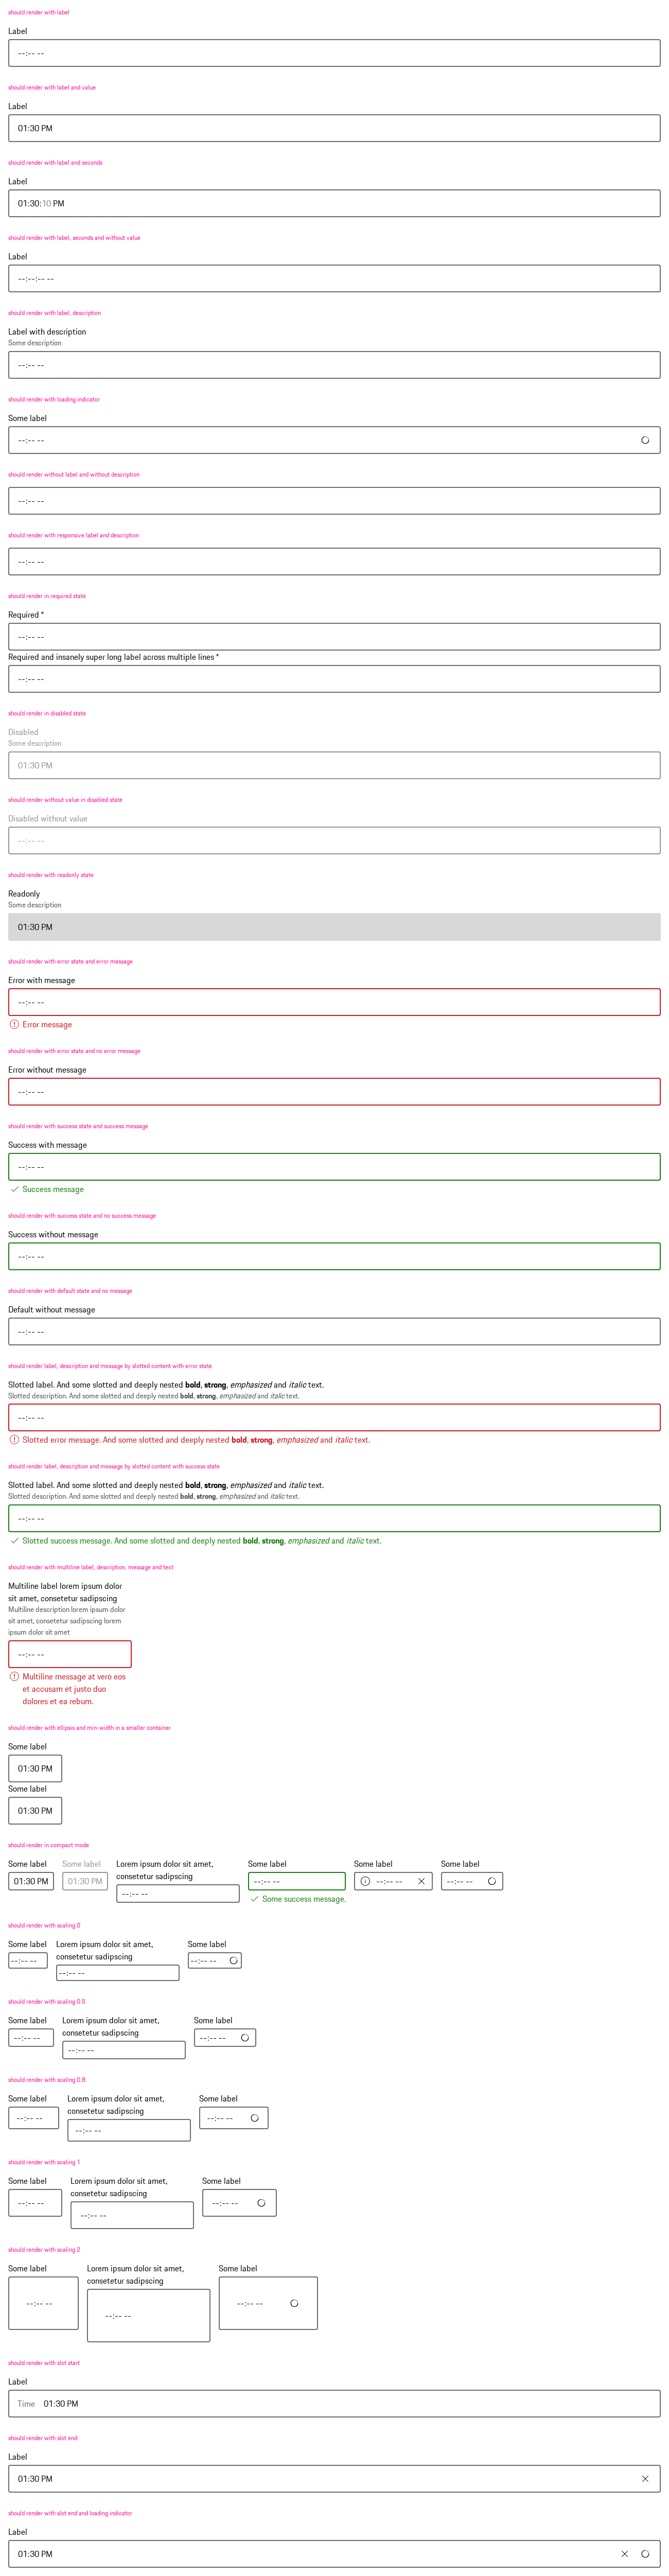 should render with label
Label
--:-- --
should render with label and value
Label
01:30 PM
should render with label and seconds
Label
01:30:10 PM
should render with label, seconds and without value
Label
--:--:-- --
should render with label, description
Label with description
Some description
--:-- --
should render with loading indicator
Some label
--:-- --
should render without label and without description
--:-- --
should render with responsive label and description
--:-- --
should render in required state
Required *
--:-- --
Required and insanely super long label across multiple lines *
--:-- --
should render in disabled state
Disabled
Some description
01:30 PM
should render without value in disabled state
Disabled without value
--:-- --
should render with readonly state
Readonly
Some description
01:30 PM
should render with error state and error message
Error with message
--:-- --
Error message
should render with error state and no error message
Error without message
--:-- --
should render with success state and success message
Success with message
--:-- --
Success message
should render with success state and no success message
Success without message
--:-- --
should render with default state and no message
Default without message
--:-- --
should render label, description and message by slotted content with error state
Slotted label. And some slotted and deeply nested bold, strong, emphasized and italic text.
Slotted description. And some slotted and deeply nested bold, strong, emphasized and italic text.
--:-- --
Slotted error message. And some slotted and deeply nested bold, strong, emphasized and italic text.
should render label, description and message by slotted content with success state
Slotted label. And some slotted and deeply nested bold, strong, emphasized and italic text.
Slotted description. And some slotted and deeply nested bold, strong, emphasized and italic text.
--:-- --
Slotted success message. And some slotted and deeply nested bold, strong, emphasized and italic text.
should render with multiline label, description, message and text
Multiline label lorem ipsum dolor
sit amet, consetetur sadipscing
Multiline description lorem ipsum dolor
sit amet, consetetur sadipscing lorem
ipsum dolor sit amet
--:-- --
Multiline message at vero eos
et accusam et justo duo
dolores et ea rebum.
should render with ellipsis and min-width in a smaller container
Some label
01:30 PM
Some label
01:30 PM
should render in compact mode
Some label
01:30 PM
Some label
01:30 PM
Lorem ipsum dolor sit amet,
consetetur sadipscing
--:-- --
Some label
--:-- --
Some success message.
Some label
--:-- --
Some label
--:-- --
should render with scaling 0
Some label
--:-- --
Lorem ipsum dolor sit amet,
consetetur sadipscing
--:-- --
Some label
--:-- --
should render with scaling 0.5
Some label
--:-- --
Lorem ipsum dolor sit amet,
consetetur sadipscing
--:-- --
Some label
--:-- --
should render with scaling 0.8
Some label
--:-- --
Lorem ipsum dolor sit amet,
consetetur sadipscing
--:-- --
Some label
--:-- --
should render with scaling 1
Some label
--:-- --
Lorem ipsum dolor sit amet,
consetetur sadipscing
--:-- --
Some label
--:-- --
should render with scaling 2
Some label
--:-- --
Lorem ipsum dolor sit amet,
consetetur sadipscing
--:-- --
Some label
--:-- --
should render with slot start
Label
Time 01:30 PM
should render with slot end
Label
01:30 PM
should render with slot end and loading indicator
Label
01:30 PM